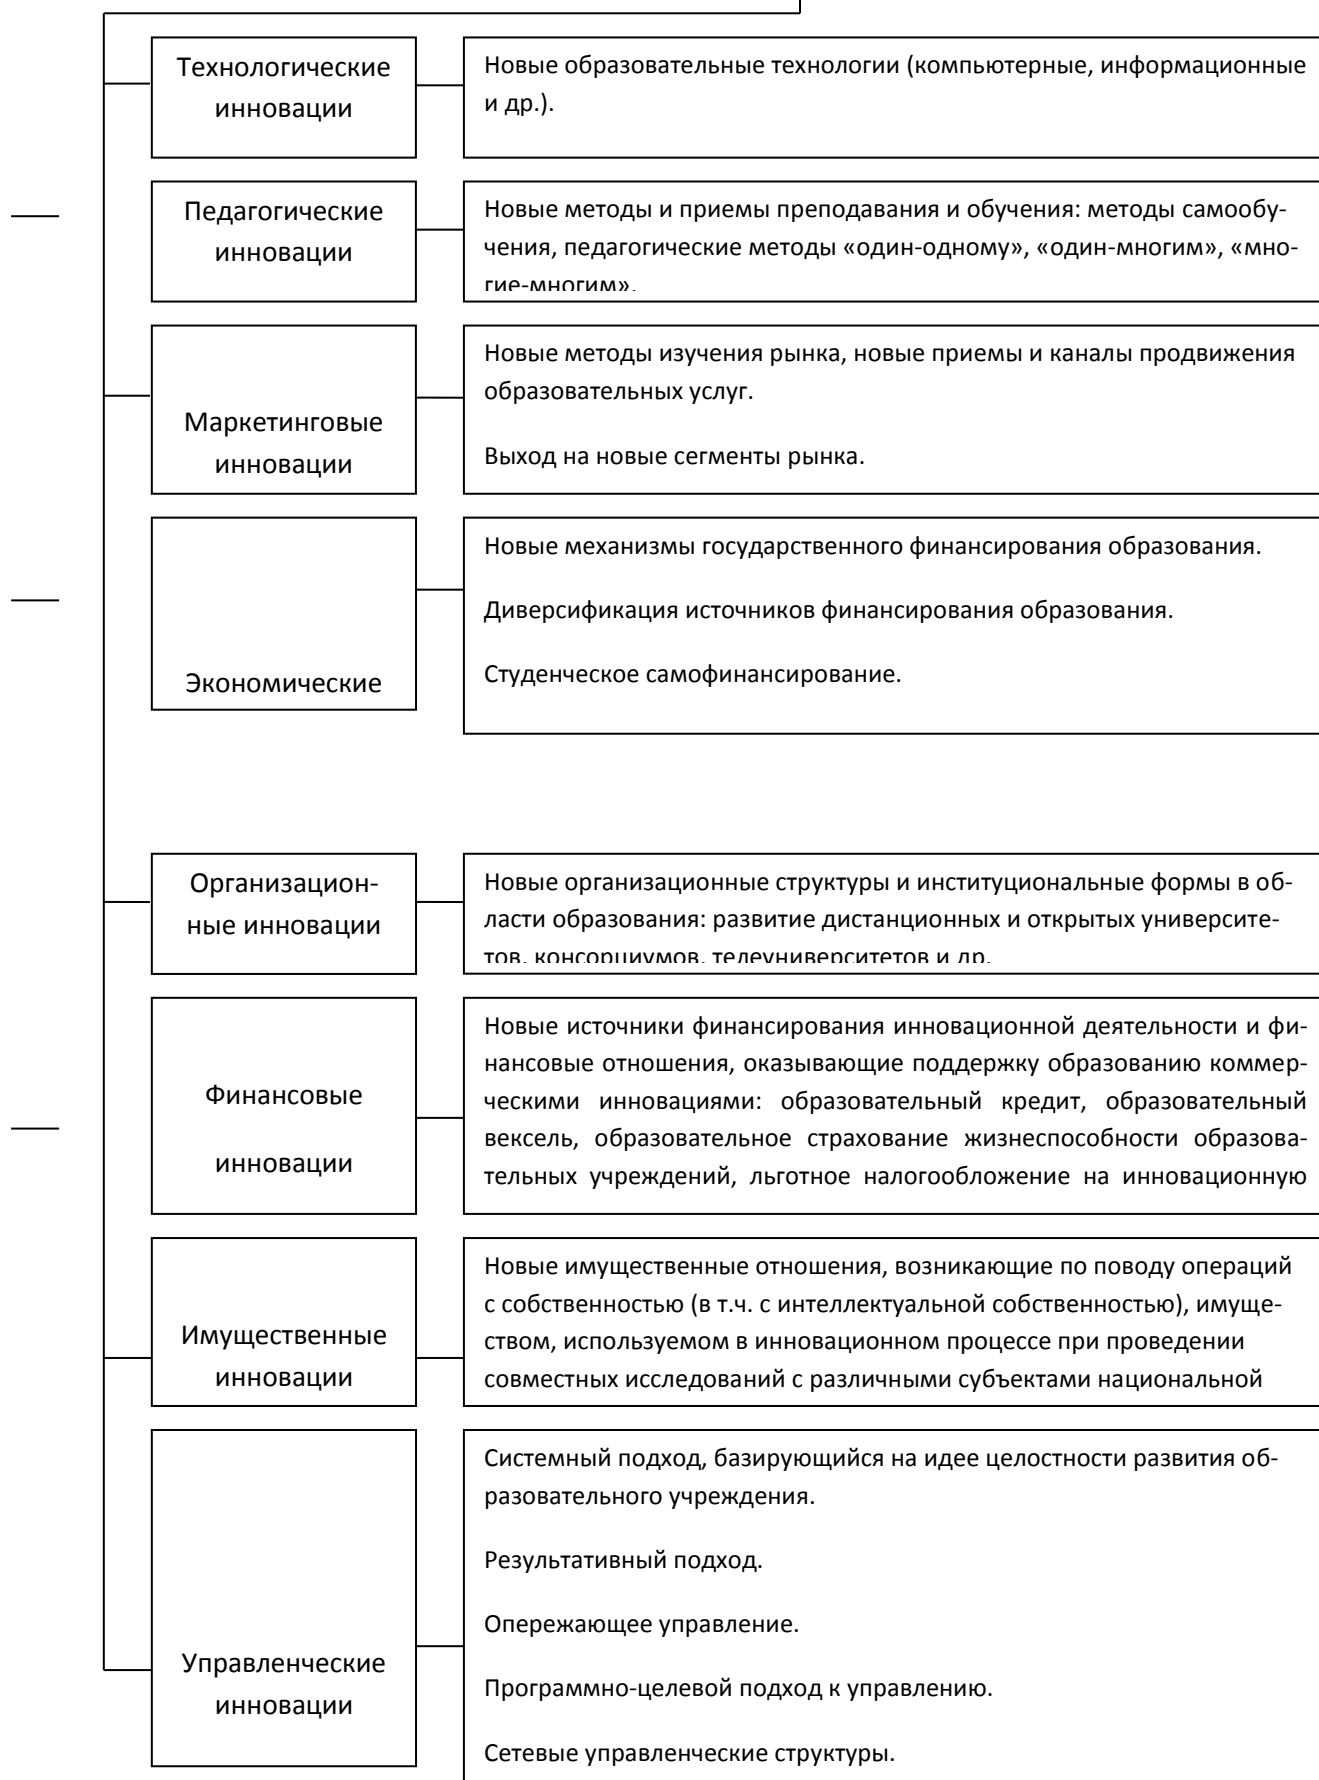 Технологические
инновации
Новые образовательные технологии (компьютерные, информационные
и др.).
Педагогические
инновации
Новые методы и приемы преподавания и обучения: методы самообу-
чения, педагогические методы «один-одному», «один-многим», «мно-
гие-многим».
Маркетинговые
инновации
Новые методы изучения рынка, новые приемы и каналы продвижения
образовательных услуг.
Выход на новые сегменты рынка.
Экономические
Новые механизмы государственного финансирования образования.
Диверсификация источников финансирования образования.
Студенческое самофинансирование.
Организацион-
ные инновации
Новые организационные структуры и институциональные формы в об-
ласти образования: развитие дистанционных и открытых университе-
тов, консорциумов, телеуниверситетов и др.
Финансовые
инновации
Новые источники финансирования инновационной деятельности и фи-
нансовые отношения, оказывающие поддержку образованию коммер-
ческими инновациями: образовательный кредит, образовательный
вексель, образовательное страхование жизнеспособности образова-
тельных учреждений, льготное налогообложение на инновационную
Имущественные
инновации
Новые имущественные отношения, возникающие по поводу операций
с собственностью (в т.ч. с интеллектуальной собственностью), имуще-
ством, используемом в инновационном процессе при проведении
совместных исследований с различными субъектами национальной
Управленческие
инновации
Системный подход, базирующийся на идее целостности развития об-
разовательного учреждения.
Результативный подход.
Опережающее управление.
Программно-целевой подход к управлению.
Сетевые управленческие структуры.